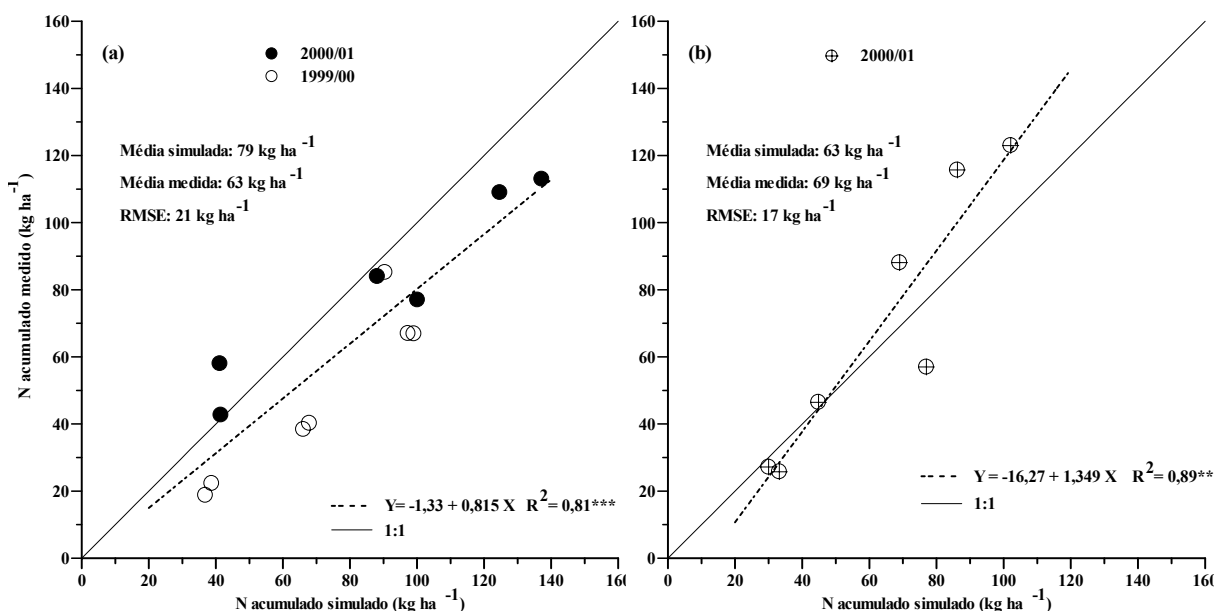 (a)
2000/01
1999/00
Média simulada: 79 kg ha -1
Média medida: 63 kg ha -1
RMSE: 21 kg ha -1
Y= -1,33 + 0,815 X R2 = 0,81***
1:1
160
140
120
100
80
60
40
20
0
N acumulado medido (kg ha -1)
0 20 40 60 80 100 120 140 160
N acumulado simulado (kg ha -1)
(b)
2000/01
Média simulada: 63 kg ha -1
Média medida: 69 kg ha -1
RMSE: 17 kg ha -1
Y = -16,27 + 1,349 X R2 = 0,89**
1:1
160
140
120
100
80
60
40
20
0
0 20 40 60 80 100 120 140 16
N acumulado simulado (kg ha -1)